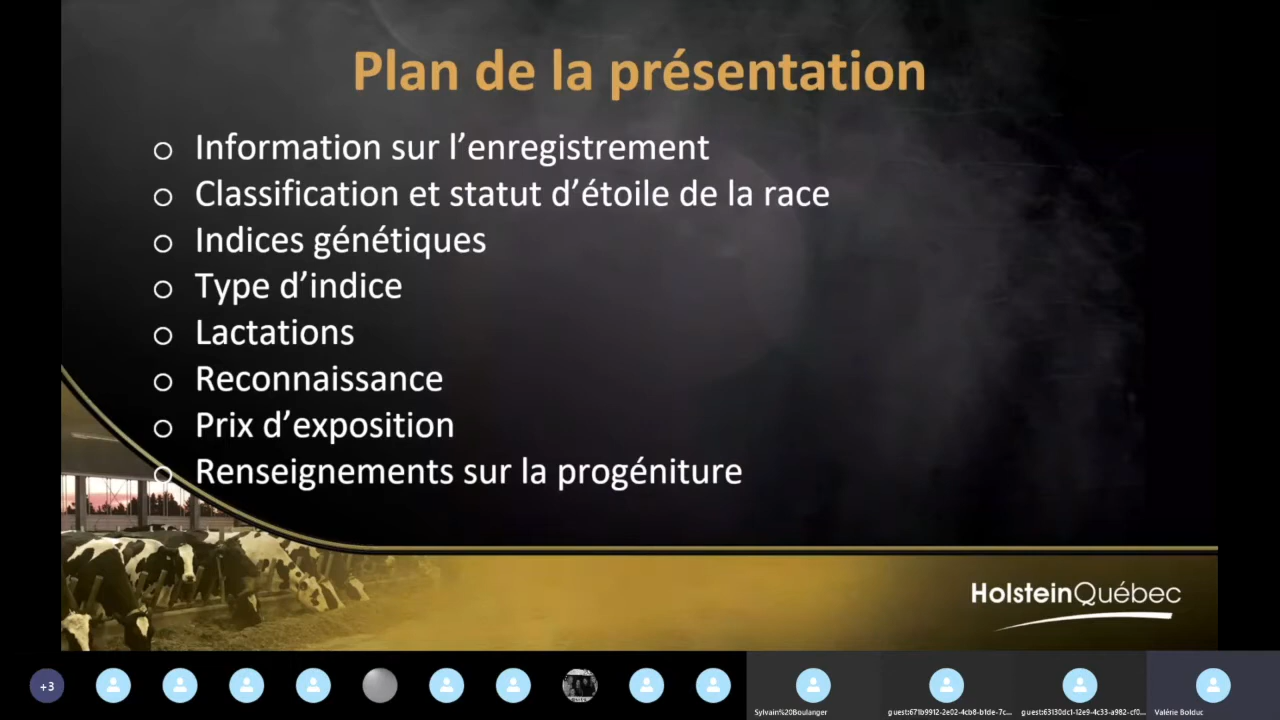 Plan de la présentation
o Information sur l’enregistrement
o Classification et statut d’étoile de la race
o Indices génétiques
o Type d’indice
o Lactations
o Reconnaissance
o Prix d’exposition
o Renseignements sur la progéniture
HolsteinQuébec
+3
Sylvain%20Boulanger
guest:671b9912-2e02-4cb8-b1de-7c...
guest:63130dc1-12e9-4c33-a982-cf0...
Valérie Bolduc